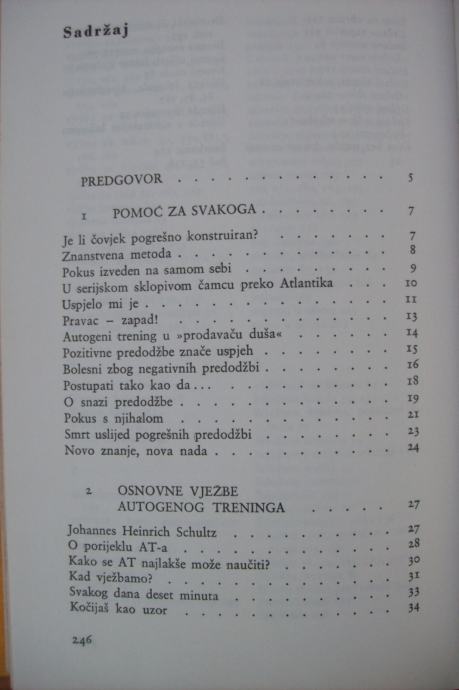 Sadržaj
PREDGOVOR . . . . . . . . . . . . . 5
1 POMOĆ ZA SVAKOGA . . . . . . . . 7
Je li čovjek pogrešno konstruiran? . . . . . . . 7
Znanstvena metoda . . . . . . . . . . . 8
Pokus izveden na samom sebi . . . . . . . . 9
U serijskom sklopivom čamcu preko Atlantika . . . 10
Uspjelo mi je . . . . . . . . . . . . . 11
Pravac – zapad! . . . . . . . . . . . . 13
Autogeni trening u »prodavaču duša« . . . . . . 14
Pozitivne predodžbe znače uspjeh . . . . . . . 15
Bolesni zbog negativnih predodžbi . . . . . . . 16
Postupati tako kao da . . . . . . . . . . . 18
O snazi predodžbe . . . . . . . . . . . 19
Pokus s njihalom . . . . . . . . . . . 21
Smrt uslijed pogrešnih predodžbi . . . . . . . 23
Novo znanje, nova nada . . . . . . . . . 24
2 OSNOVNE VJEŽBE
AUTOGENOG TRENINGA . . . . . . 27
Johannes Heinrich Schultz . . . . . . . . . 27
O porijeklu AT-a . . . . . . . . . . . 28
Kako se AT najlakše može naučiti? . . . . . . . 30
Kad vježbamo? . . . . . . . . . . . . 31
Svakog dana deset minuta . . . . . . . . . 33
Kočijaš kao uzor . . . . . . . . . . . 34
246